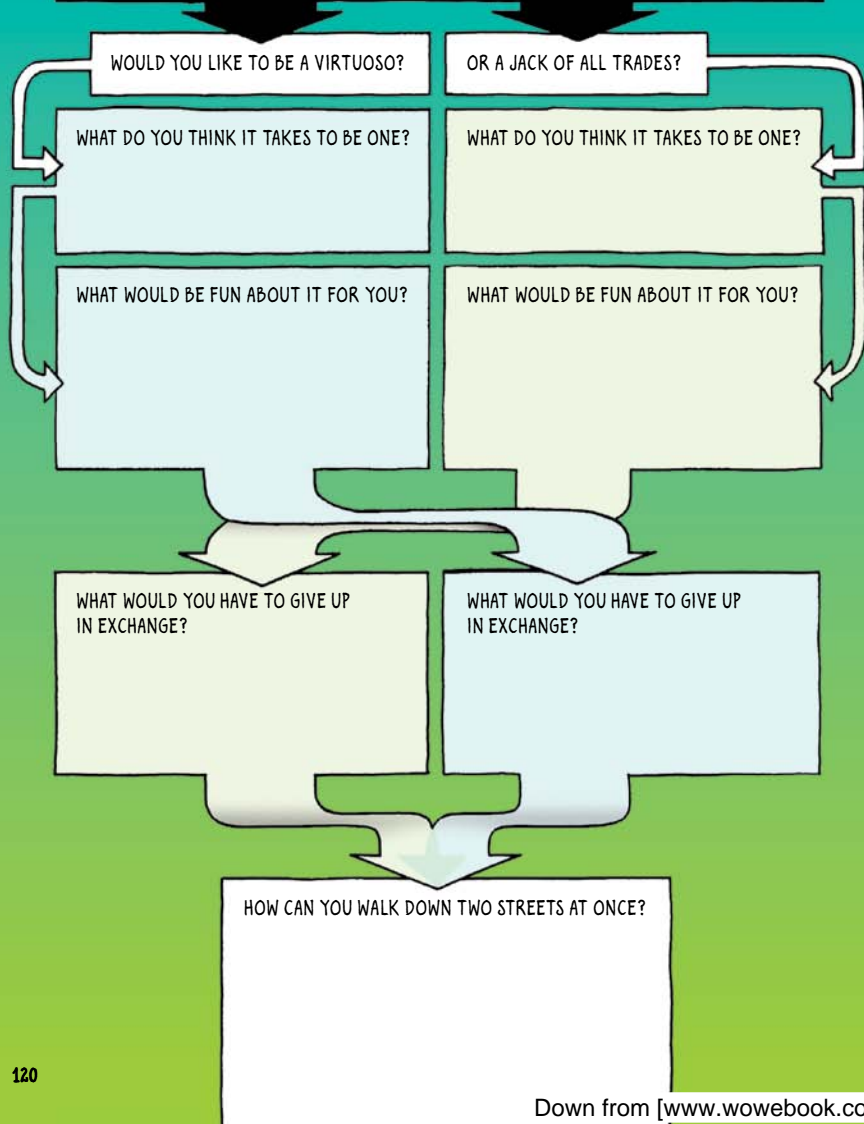 WOULD YOU LIKE TO BE A VIRTUOSO?
OR A JACK OF ALL TRADES?
WHAT DO YOU THINK IT TAKES TO BE ONE?
WHAT DO YOU THINK IT TAKES TO BE ONE?
WHAT WOULD BE FUN ABOUT IT FOR YOU?
WHAT WOULD BE FUN ABOUT IT FOR YOU?
WHAT WOULD YOU HAVE TO GIVE UP
IN EXCHANGE?
WHAT WOULD YOU HAVE TO GIVE UP
IN EXCHANGE?
HOW CAN YOU WALK DOWN TWO STREETS AT ONCE?
120
Down from [www.wowebook.co